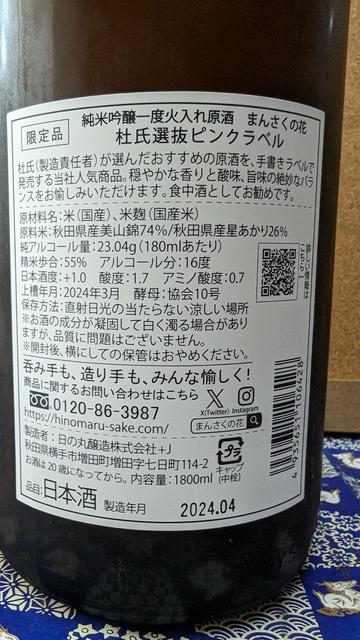 限定品
純米吟醸一度火入れ原酒 まんさくの花
杜氏選抜ピンクラベル
杜氏(製造責任者)が選んだおすすめの原酒を、手書きラベルで
発売する当社人気商品。穏やかな香りと酸味、旨味の絶妙なバラ
ンスをお愉しみいただけます。食中酒としてお勧めです。
原材料名:米(国産)、米麹(国産米)
原料米:秋田県産美山錦74%/秋田県産星あかり26%
純アルコール量:23.04g(180mlあたり)
精米歩合:55% アルコール分:16度
日本酒度:+1.0 酸度:1.7 アミノ酸度:0.7
上槽年月:2024年3月 酵母:協会10号
保存方法:直射日光の当たらない涼しい場所
※お酒の成分が凝固して白く濁る場合があり
ますが、品質に問題はございません。
※開封後、横にしての保管はおやめください。
詳しい情報は
こちら!
呑み手も、造り手も、みんな愉しく!
商品に関するお問い合わせはこちら
0120-86-3987
https://hinomaru-sake.com/
X(Twitter) Instagram
まんさくの花
製造者:日の丸醸造株式会社+J
秋田県横手市増田町増田字七日町114-2
お酒は20歳になってから。内容量:1800ml
キャップ
(中栓)
品目:日本酒 製造年月 2024.04
4935651106428